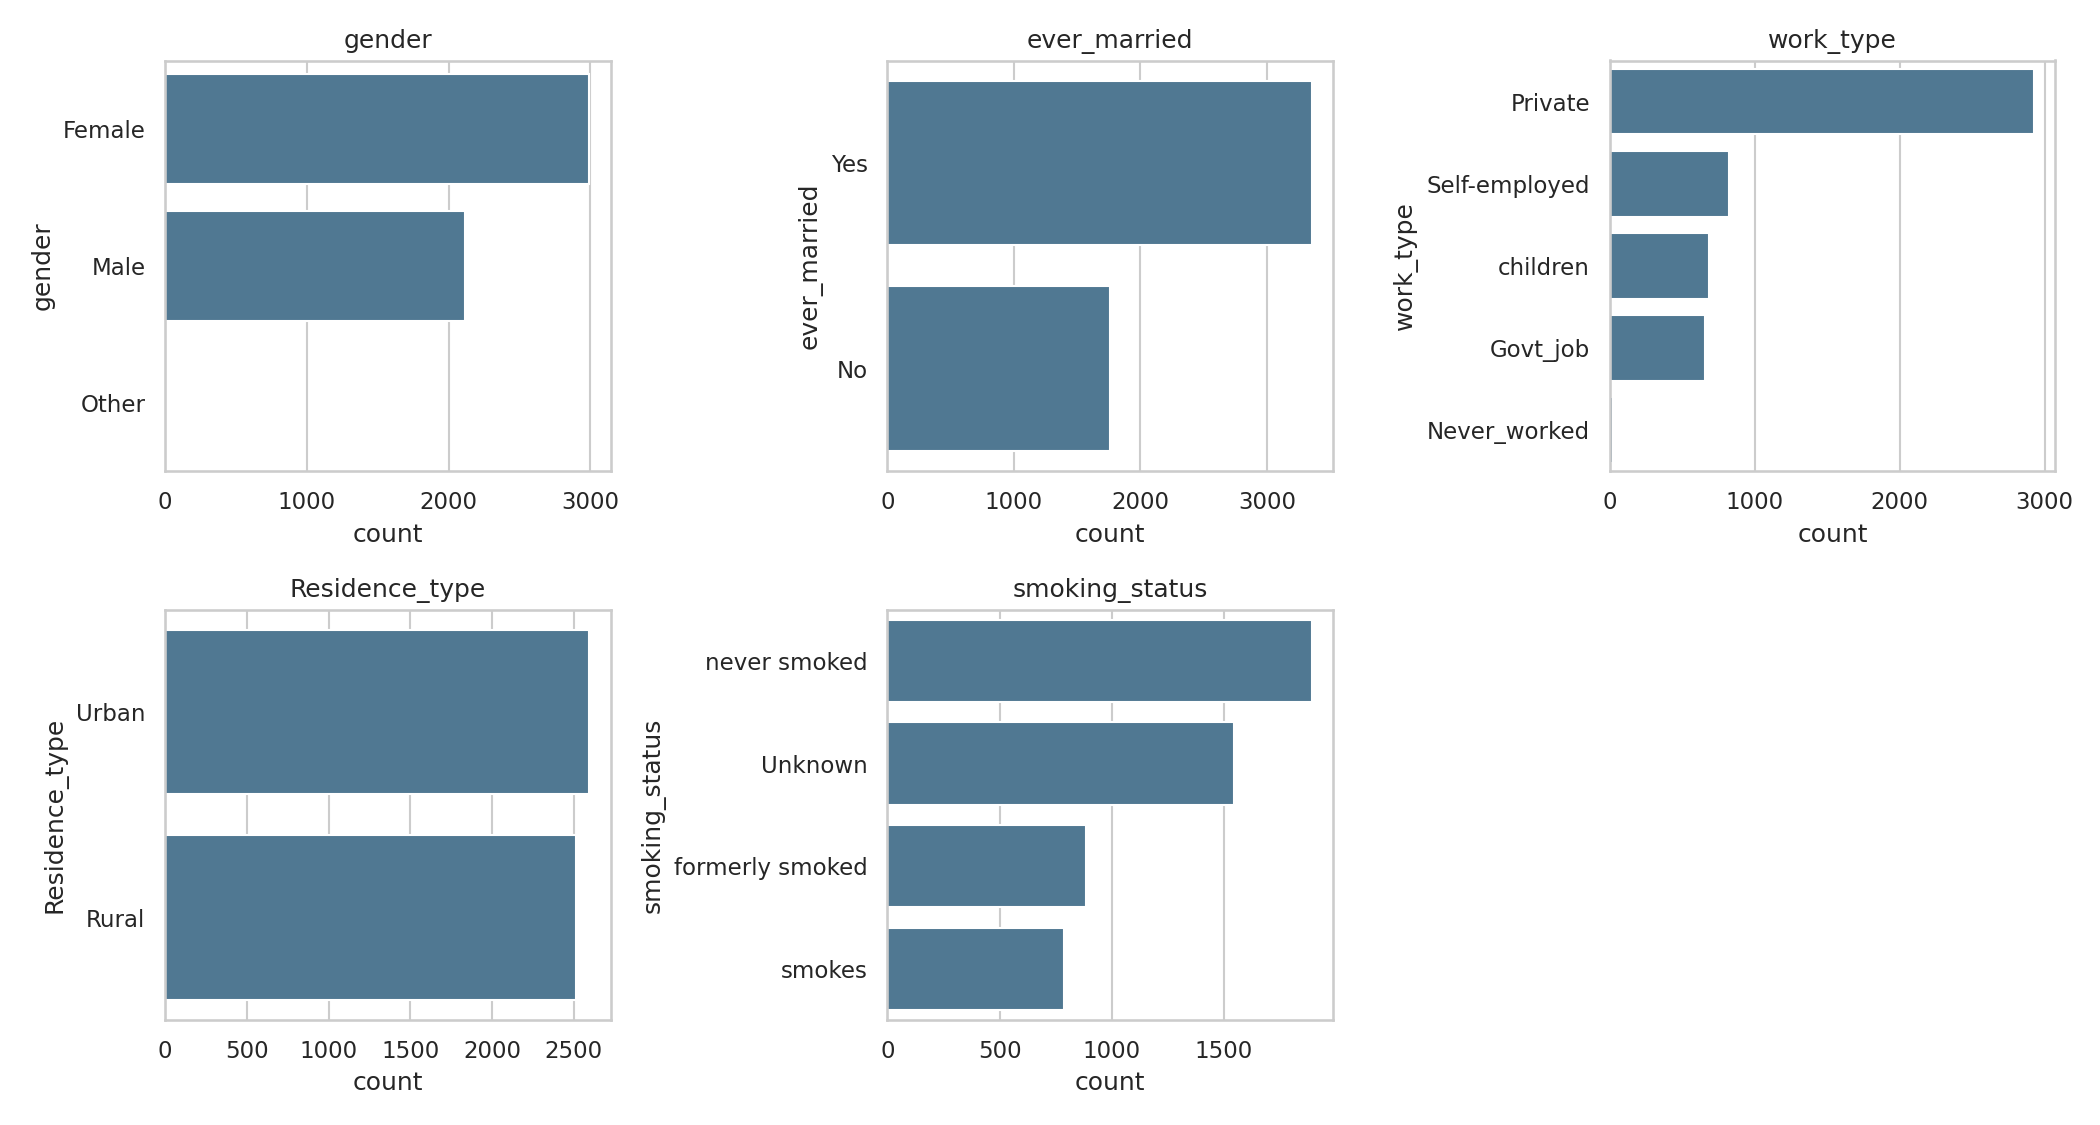 gender
Female
Male
Other
gender
0 1000 2000 3000
count
ever_married
Yes
No
ever_married
0 1000 2000 3000
count
work_type
Private
Self-employed
children
Govt_job
Never_worked
work_type
0 1000 2000 3000
count
Residence_type
Urban
Rural
Residence_type
0 500 1000 1500 2000 2500
count
smoking_status
never smoked
Unknown
formerly smoked
smokes
smoking_status
0 500 1000 1500
count